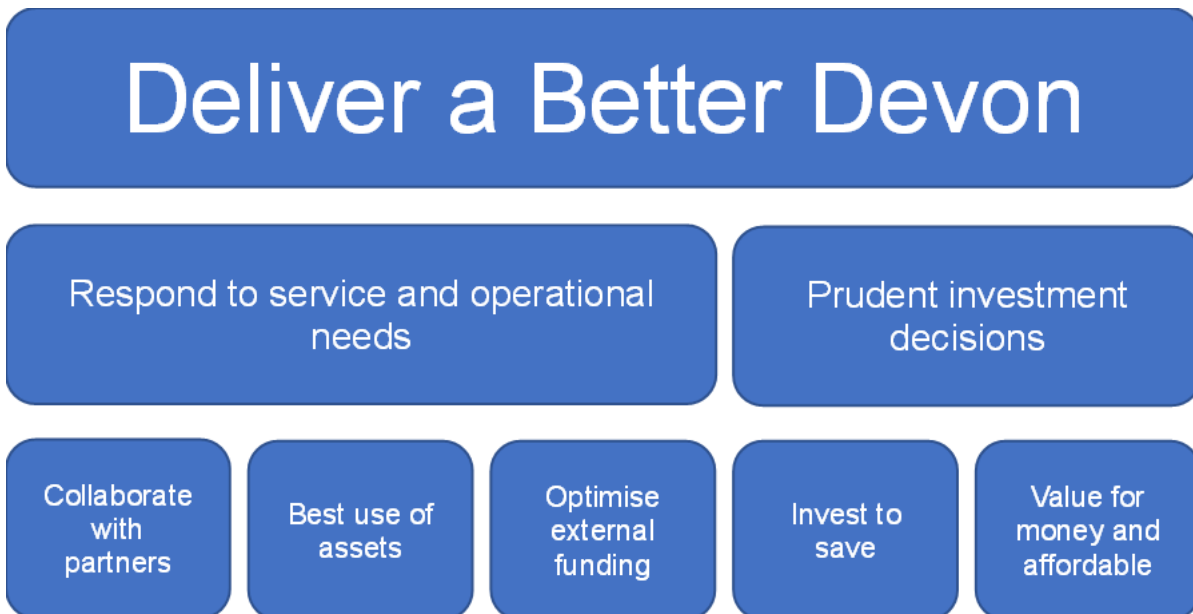 Deliver a Better Devon
Respond to service and operational
needs
Prudent investment
decisions
Collaborate
with
partners
Best use of
assets
Optimise
external
funding
Invest to
save
Value for
money and
affordable